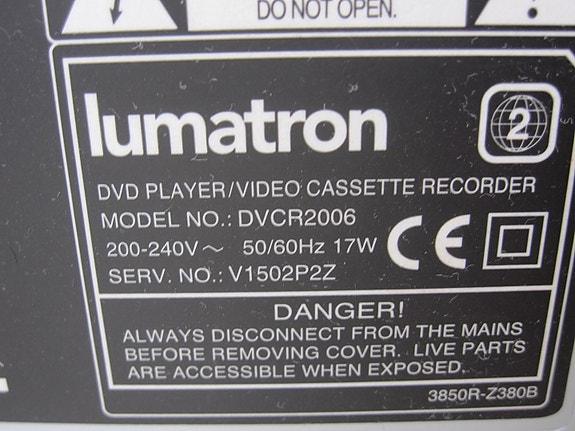 DO NOT OPEN.
lumatron
2
DVD PLAYER/VIDEO CASSETTE RECORDER
MODEL NO.: DVCR2006
200-240V~ 50/60Hz 17W
CE
SERV. NO.: V1502P2Z
DANGER!
ALWAYS DISCONNECT FROM THE MAINS
BEFORE REMOVING COVER. LIVE PARTS
ARE ACCESSIBLE WHEN EXPOSED.
3850R-Z380B